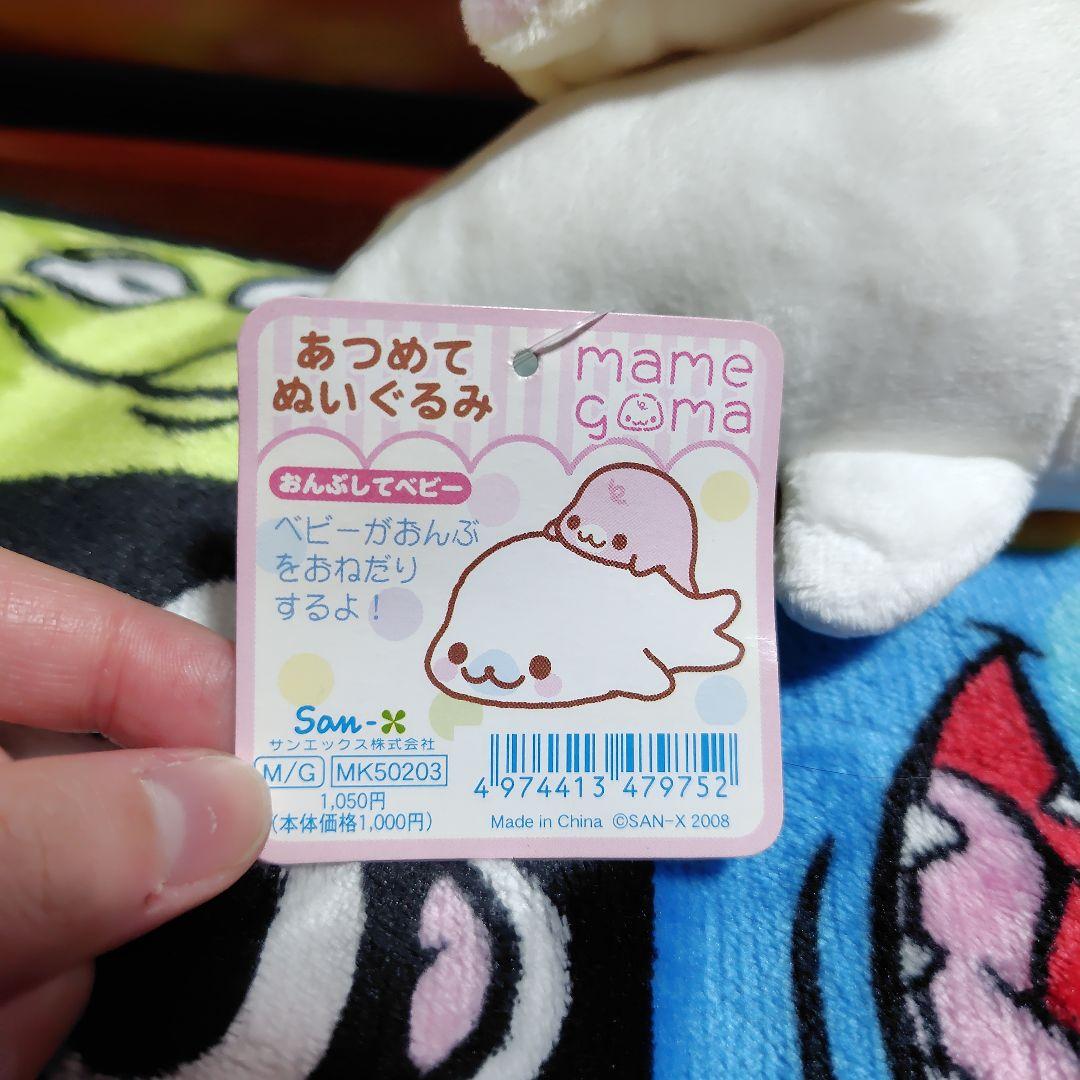 あつめて
ぬいぐるみ
mame
goma
おんぶしてベビー
ベビーがおんぶ
をおねだり
するよ！
San-X
サンエックス株式会社
M/G MK50203
1,050円
(本体価格1,000円)
4 974413 479752
Made in China ©SAN-X 2008